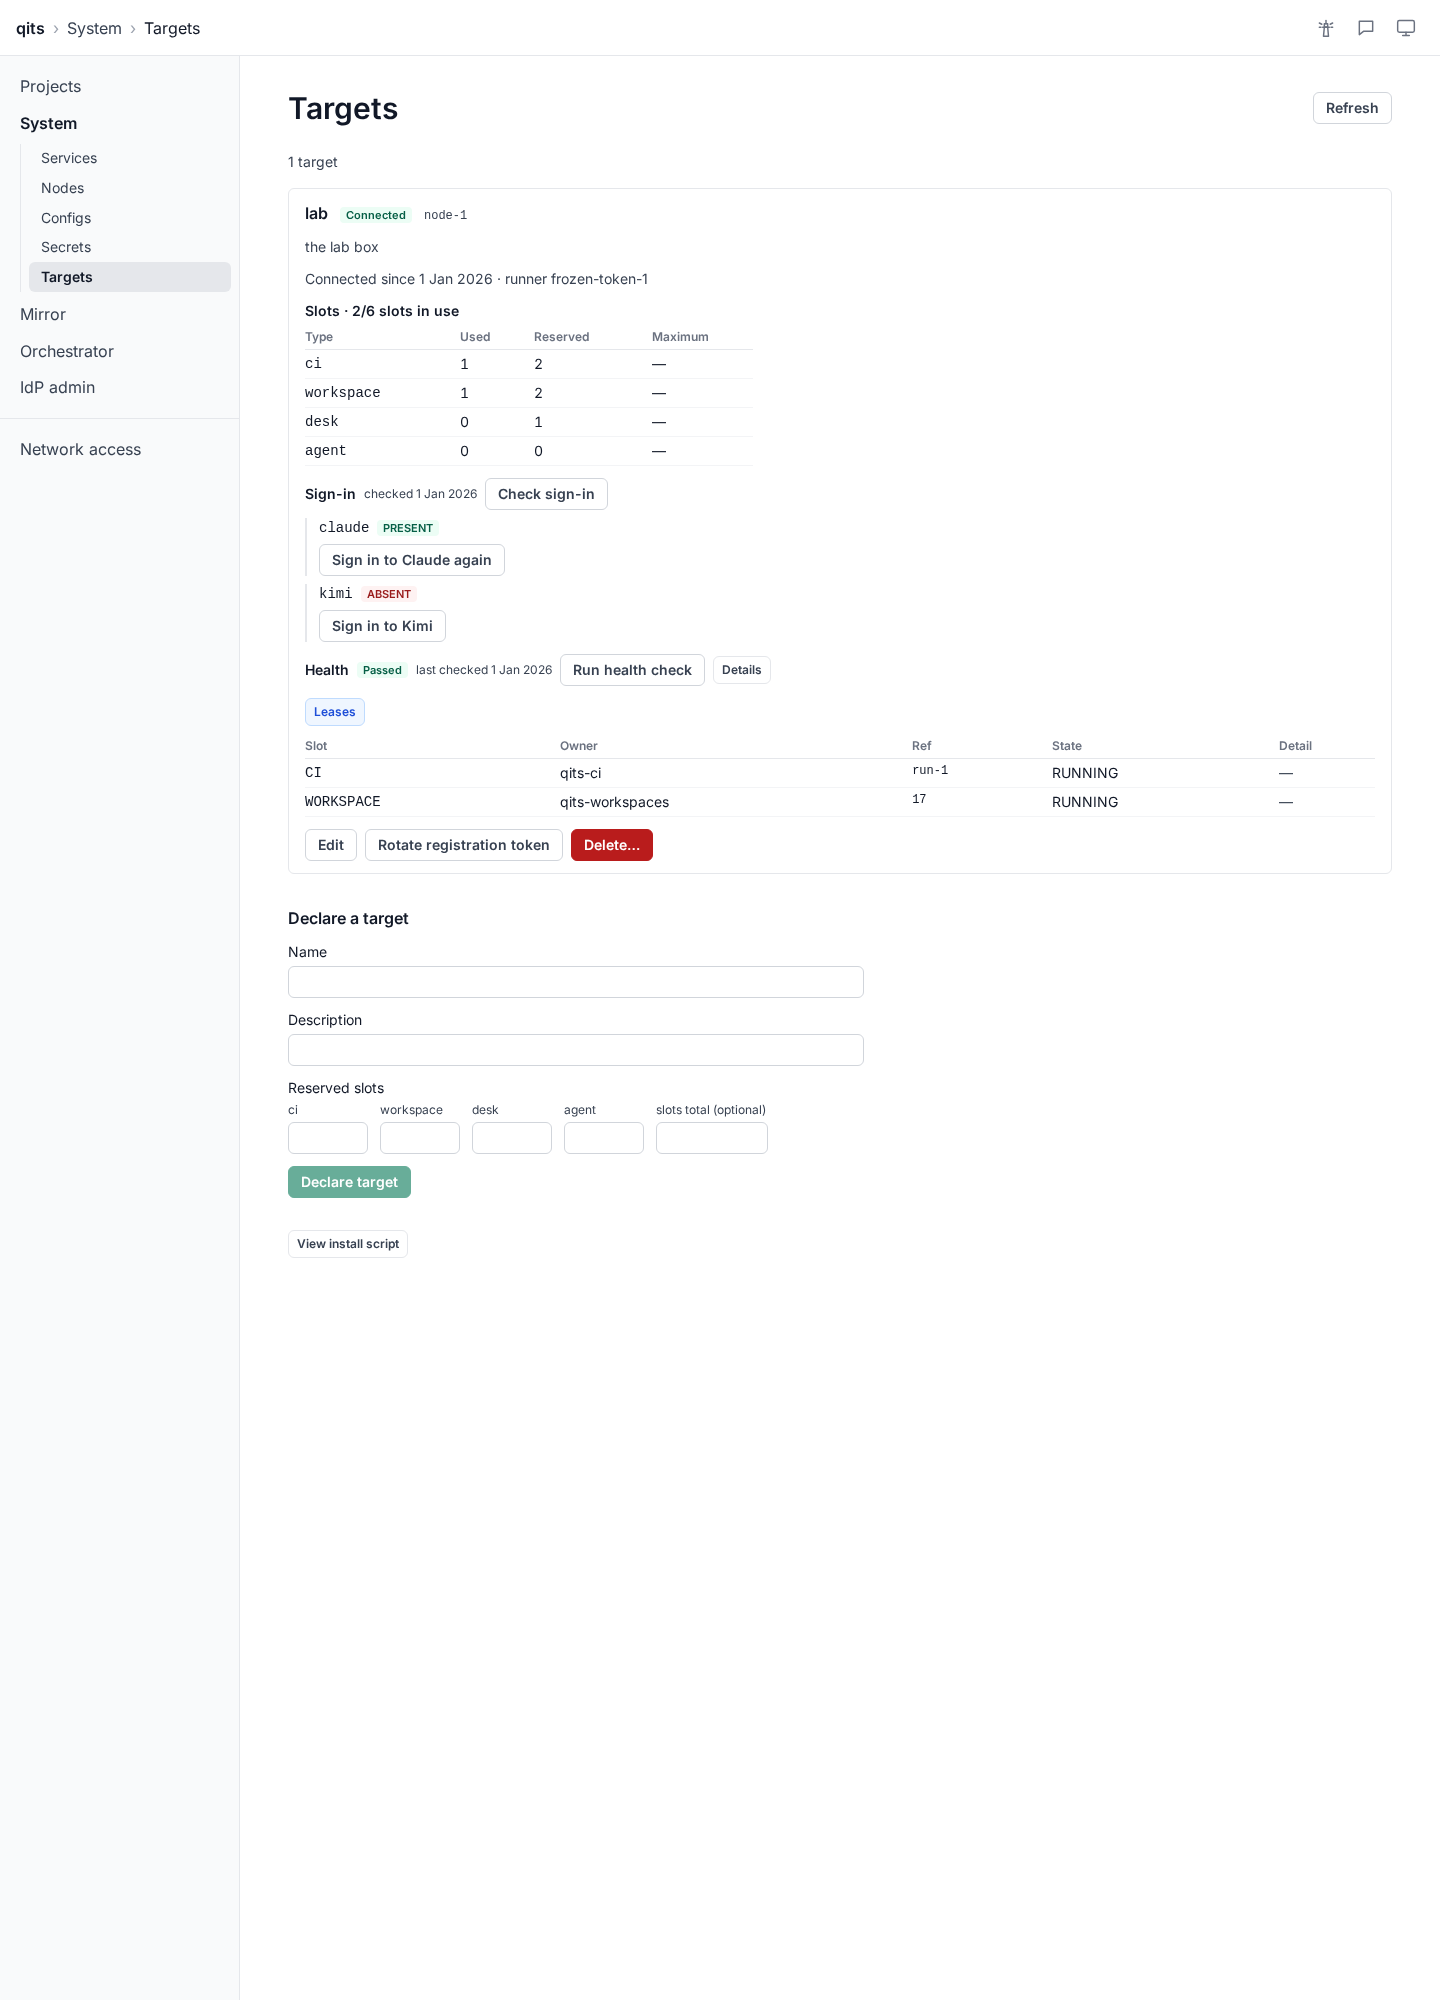 qits › System › Targets
Projects
System
Services
Nodes
Configs
Secrets
Targets
Mirror
Orchestrator
IdP admin
Network access
Targets
Refresh
1 target
lab Connected node-1
the lab box
Connected since 1 Jan 2026 · runner frozen-token-1
Slots · 2/6 slots in use
Type Used Reserved Maximum
ci 1 2 —
workspace 1 2 —
desk 0 1 —
agent 0 0 —
Sign-in checked 1 Jan 2026 Check sign-in
claude PRESENT
Sign in to Claude again
kimi ABSENT
Sign in to Kimi
Health Passed last checked 1 Jan 2026 Run health check Details
Leases
Slot Owner Ref State Detail
CI qits-ci run-1 RUNNING —
WORKSPACE qits-workspaces 17 RUNNING —
Edit Rotate registration token Delete…
Declare a target
Name
Description
Reserved slots
ci workspace desk agent slots total (optional)
Declare target
View install script